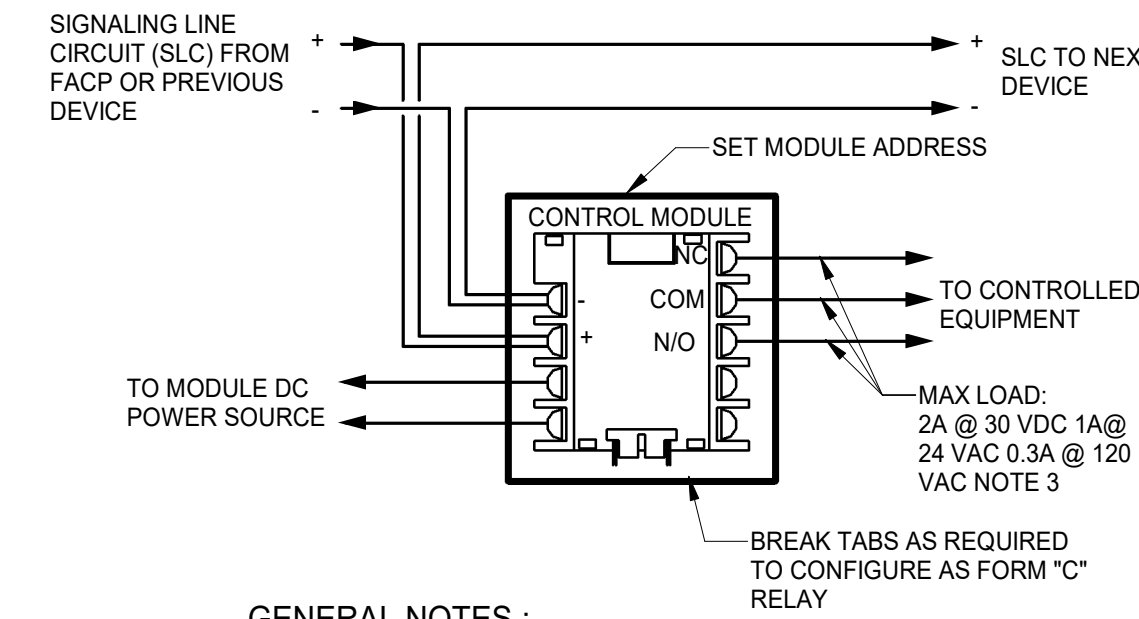 SIGNALING LINE
CIRCUIT (SLC) FROM
FACP OR PREVIOUS
DEVICE
+
-
+
-
SLC TO NEX
DEVICE
SET MODULE ADDRESS
CONTROL MODULE
NC
- COM
+ N/O
TO CONTROLLED
EQUIPMENT
TO MODULE DC
POWER SOURCE
MAX LOAD:
2A @ 30 VDC 1A@
24 VAC 0.3A @ 120
VAC NOTE 3
BREAK TABS AS REQUIRED
TO CONFIGURE AS FORM "C"
RELAY
GENERAL NOTES :